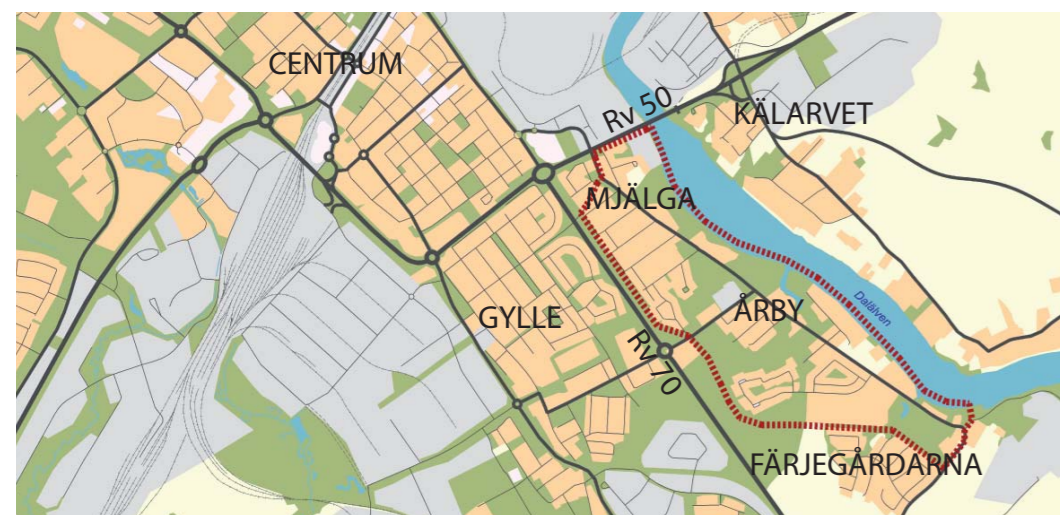 CENTRUM
Rv 50
KÄLARVET
MJÄLGA
Dalälven
ÅRBY
GYLLE
Rv 70
FÄRJEGÅRDARNA